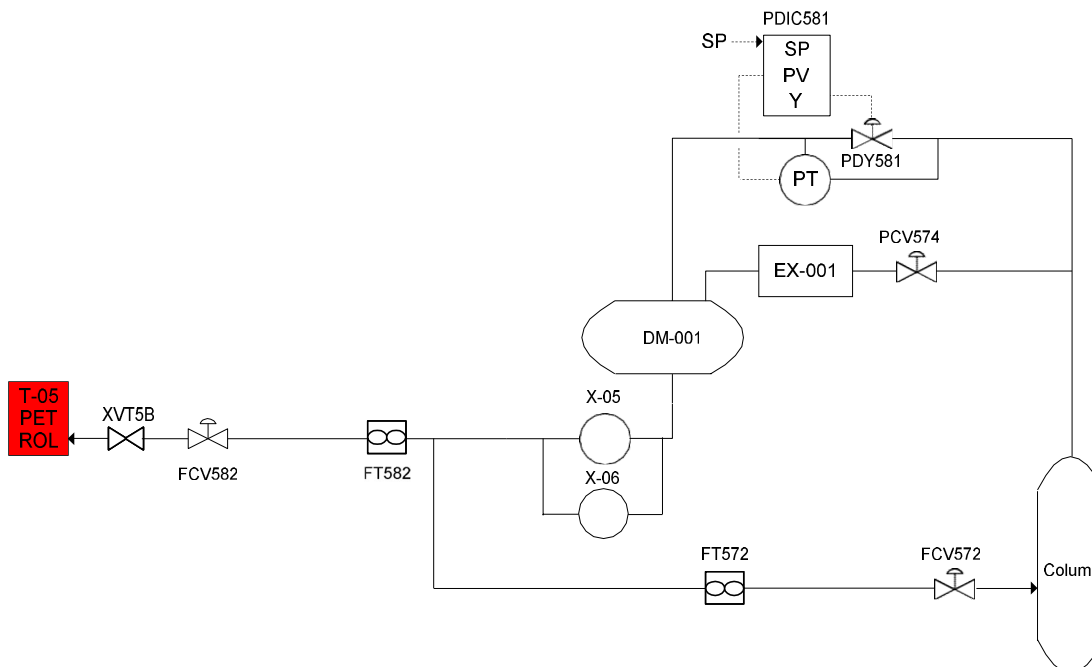 PDIC581
SP
SP
PV
Y
PDY581
PT
PCV574
EX-001
DM-001
T-05
PET
ROL
XVT5B
X-05
FCV582
FT582
X-06
FT572
FCV572
Colum